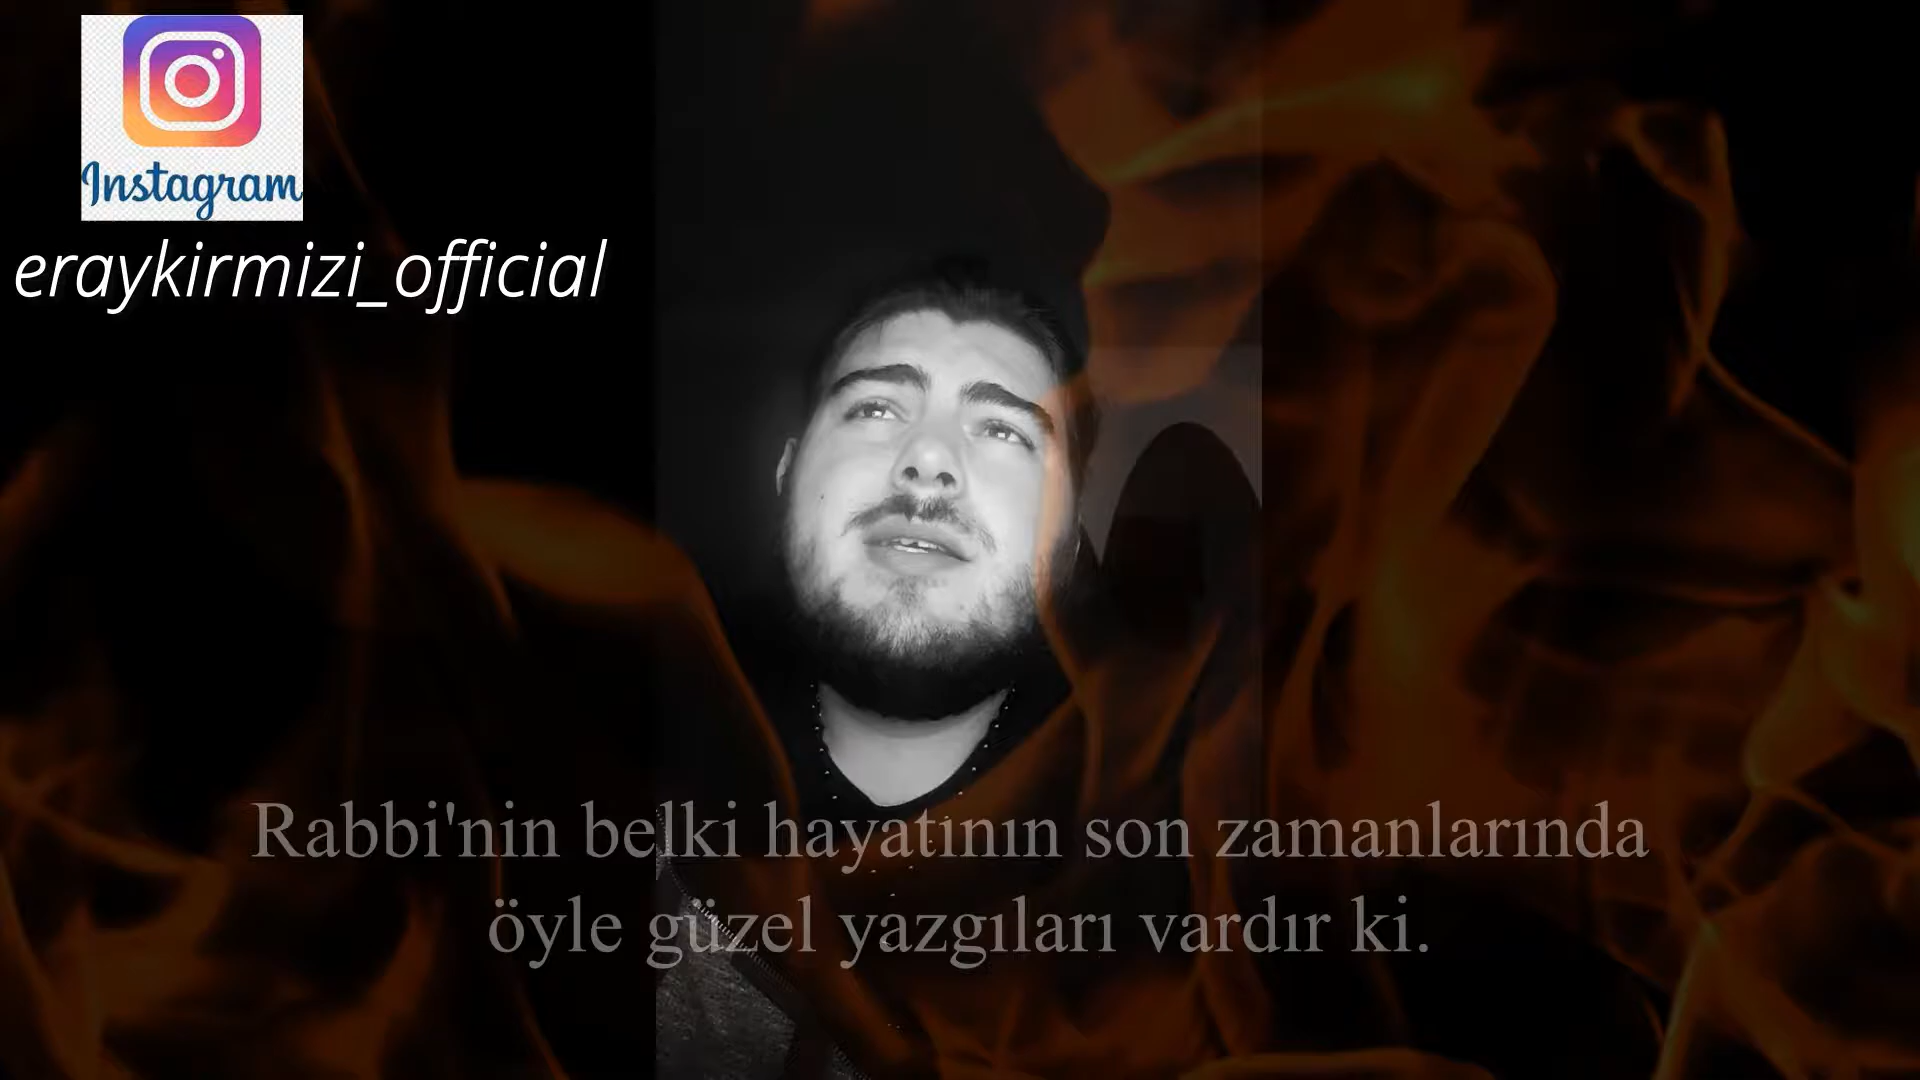 Instagram
eraykirmizi_official
Rabbi'nin belki hayatının son zamanlarında
öyle güzel yazgıları vardır ki.